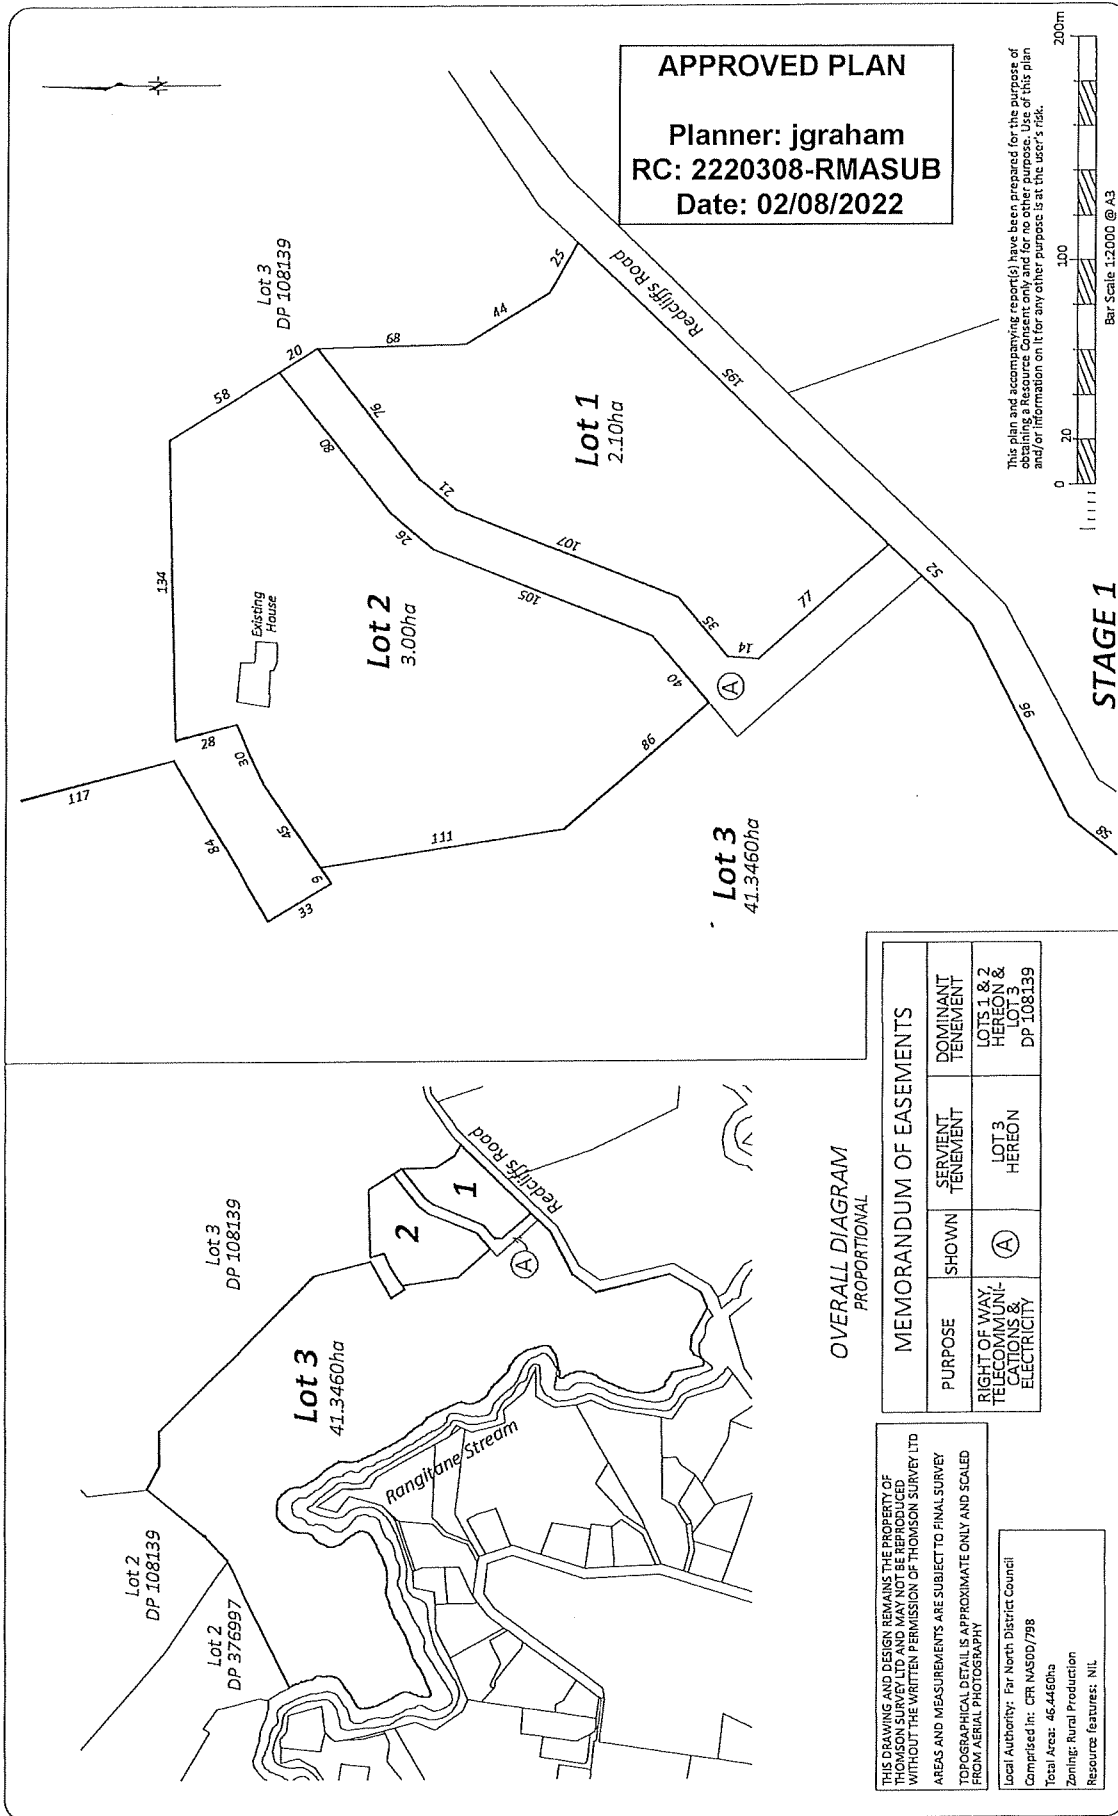 APPROVED PLAN
Planner: jgraham
RC: 2220308-RMASUB
Date: 02/08/2022
Lot 2
DP 108139
Lot 2
DP 376997
Lot 3
DP 108139
Lot 3
41.3460ha
2
1
A
Redcliffs Road
Rangitane Stream
OVERALL DIAGRAM
PROPORTIONAL
N
Lot 3
DP 108139
117
134
58
20
28
30
84
45
9
33
111
86
40
105
26
80
76
21
107
35
14
77
68
44
25
195
52
96
58
Existing
House
Lot 2
3.00ha
Lot 1
2.10ha
Lot 3
41.3460ha
A
Redcliffs Road
MEMORANDUM OF EASEMENTS
PURPOSE SHOWN SERVIENT TENEMENT DOMINANT TENEMENT
RIGHT OF WAY,
TELECOMMUNI-
CATIONS &
ELECTRICITY
A
LOT 3
HEREON
LOTS 1 & 2
HEREON &
LOT 3
DP 108139
THIS DRAWING AND DESIGN REMAINS THE PROPERTY OF
THOMSON SURVEY LTD AND MAY NOT BE REPRODUCED
WITHOUT THE WRITTEN PERMISSION OF THOMSON SURVEY LTD
AREAS AND MEASUREMENTS ARE SUBJECT TO FINAL SURVEY
TOPOGRAPHICAL DETAIL IS APPROXIMATE ONLY AND SCALED
FROM AERIAL PHOTOGRAPHY
Local Authority: Far North District Council
Comprised in: CFR NA50D/798
Total Area: 46.4460ha
Zoning: Rural Production
Resource features: NIL
STAGE 1
This plan and accompanying report(s) have been prepared for the purpose of
obtaining a Resource Consent only and for no other purpose. Use of this plan
and/or information on it for any other purpose is at the user's risk.
0 20 100 200m
Bar Scale 1:2000 @ A3